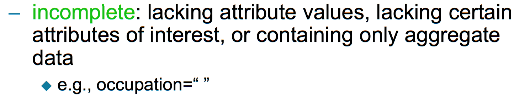 – incomplete: lacking attribute values, lacking certain
attributes of interest, or containing only aggregate
data
◆ e.g., occupation=“ ”